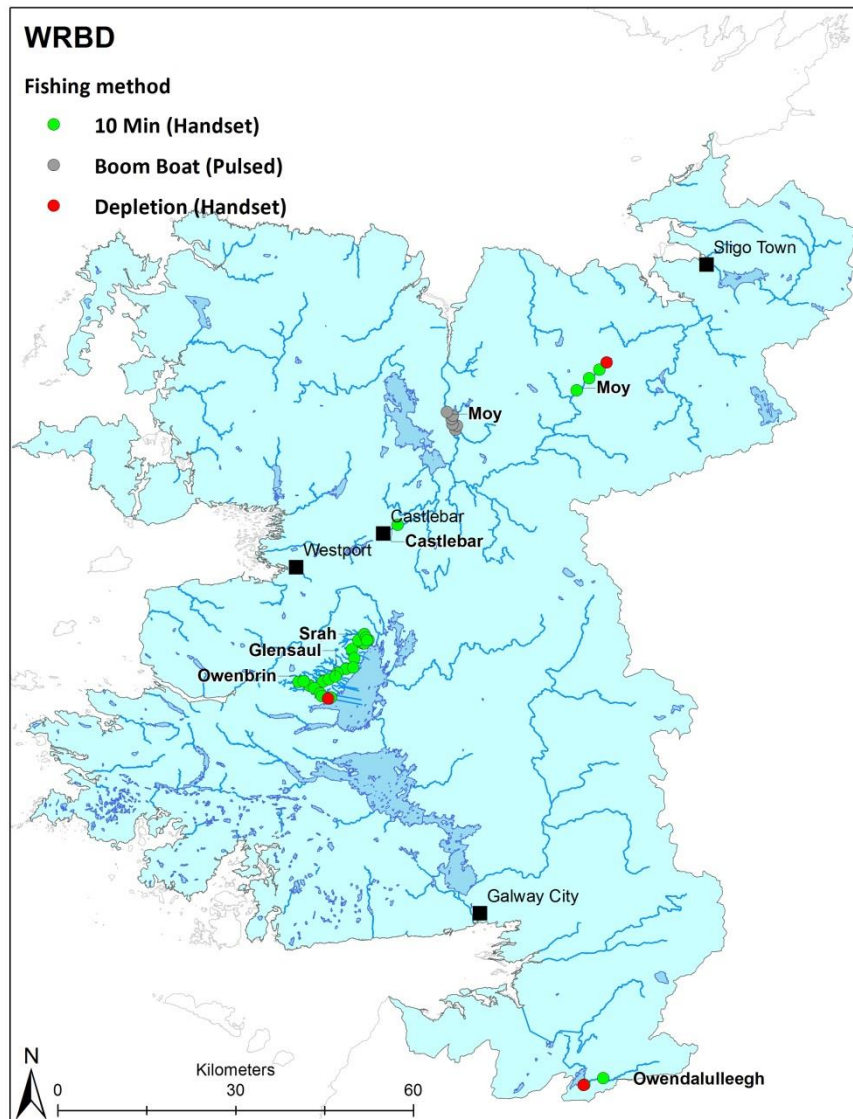 WRBD
Fishing method
10 Min (Handset)
Boom Boat (Pulsed)
Depletion (Handset)
Sligo Town
Moy
Moy
Castlebar
Castlebar
Westport
Srah
Glensaul
Owenbrin
Galway City
Owendalulleegh
N
Kilometers
0 30 60